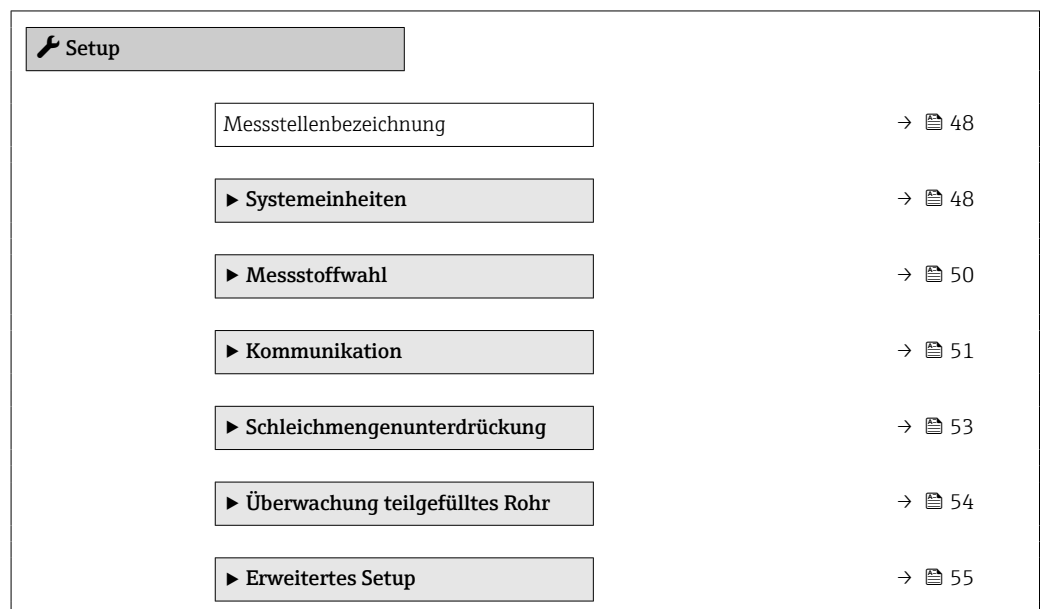 Setup
Messstellenbezeichnung → 48
▶ Systemeinheiten → 48
▶ Messstoffwahl → 50
▶ Kommunikation → 51
▶ Schleichmengenunterdrückung → 53
▶ Überwachung teilgefülltes Rohr → 54
▶ Erweitertes Setup → 55